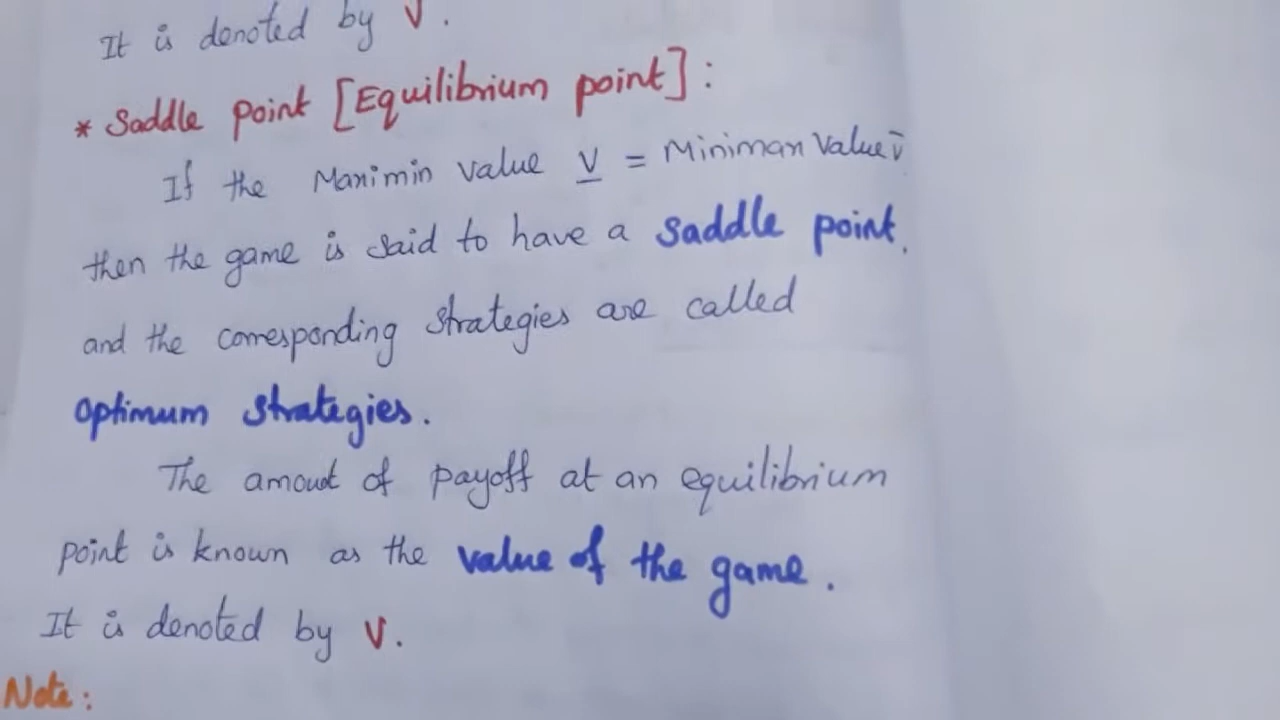 It is denoted by V.
* Saddle point [Equilibrium point]:
If the Maximin value V̲ = Minimax Value v̄
then the game is said to have a saddle point,
and the corresponding strategies are called
optimum strategies.
The amout of payoff at an equilibrium
point is known as the value of the game.
It is denoted by V.
Note: